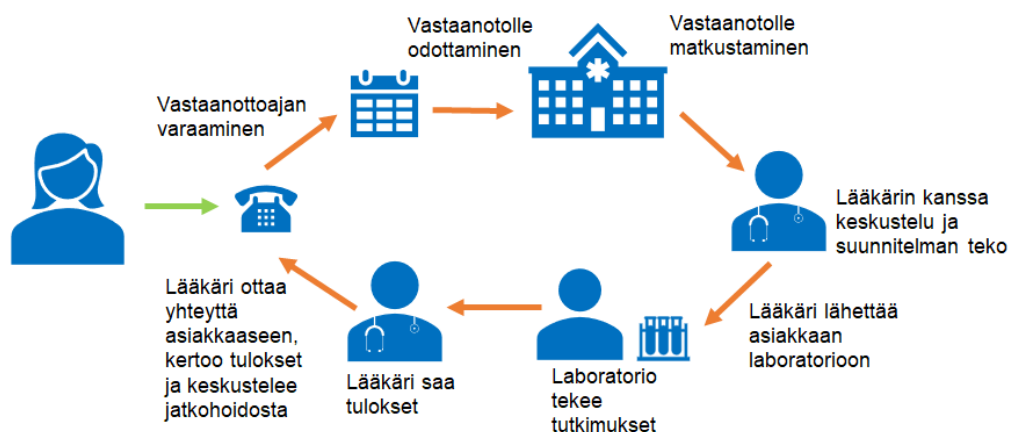 Vastaanottoajan
varaaminen
Vastaanotolle
odottaminen
Vastaanotolle
matkustaminen
Lääkärin kanssa
keskustelu ja
suunnitelman teko
Lääkäri lähettää
asiakkaan
laboratorioon
Laboratorio
tekee
tutkimukset
Lääkäri saa
tulokset
Lääkäri ottaa
yhteyttä
asiakkaaseen,
kertoo tulokset
ja keskustelee
jatkohoidosta